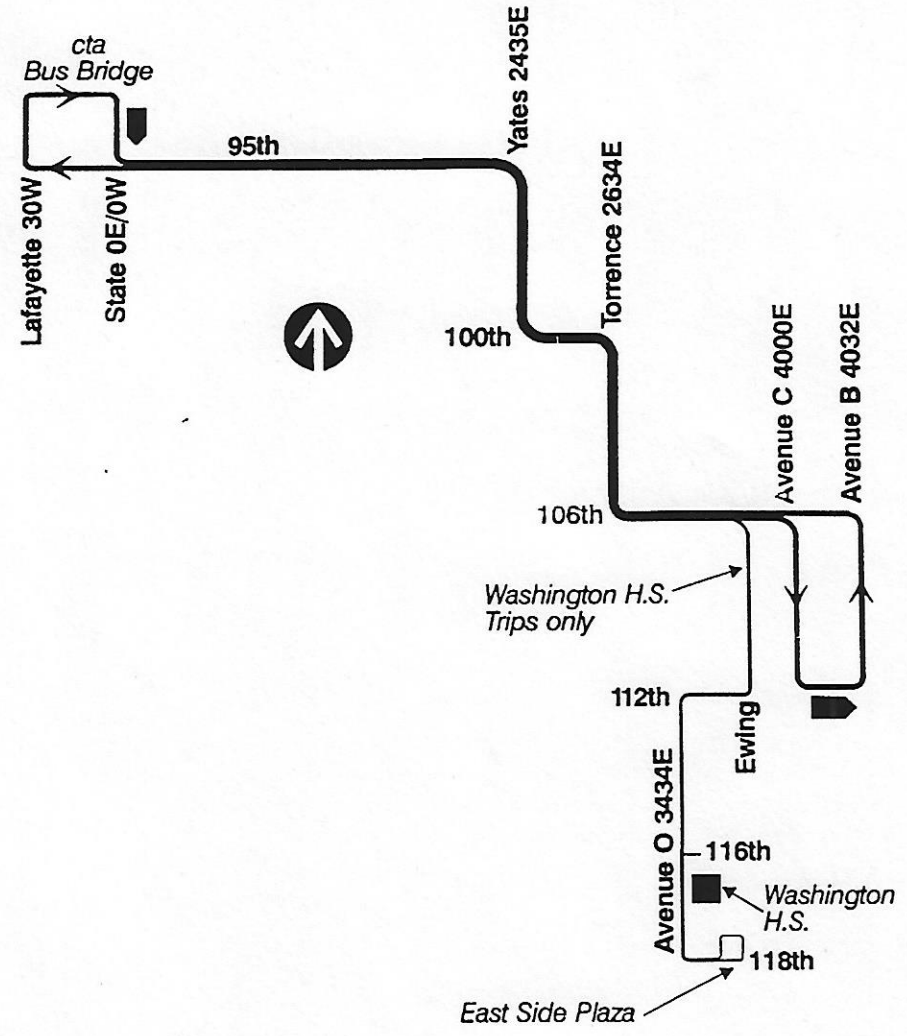 cta
Bus Bridge
95th
Yates 2435E
Lafayette 30W
State 0E/0W
Torrence 2634E
100th
Avenue C 4000E
Avenue B 4032E
106th
Washington H.S.
Trips only
112th
Ewing
Avenue O 3434E
116th
Washington
H.S.
118th
East Side Plaza